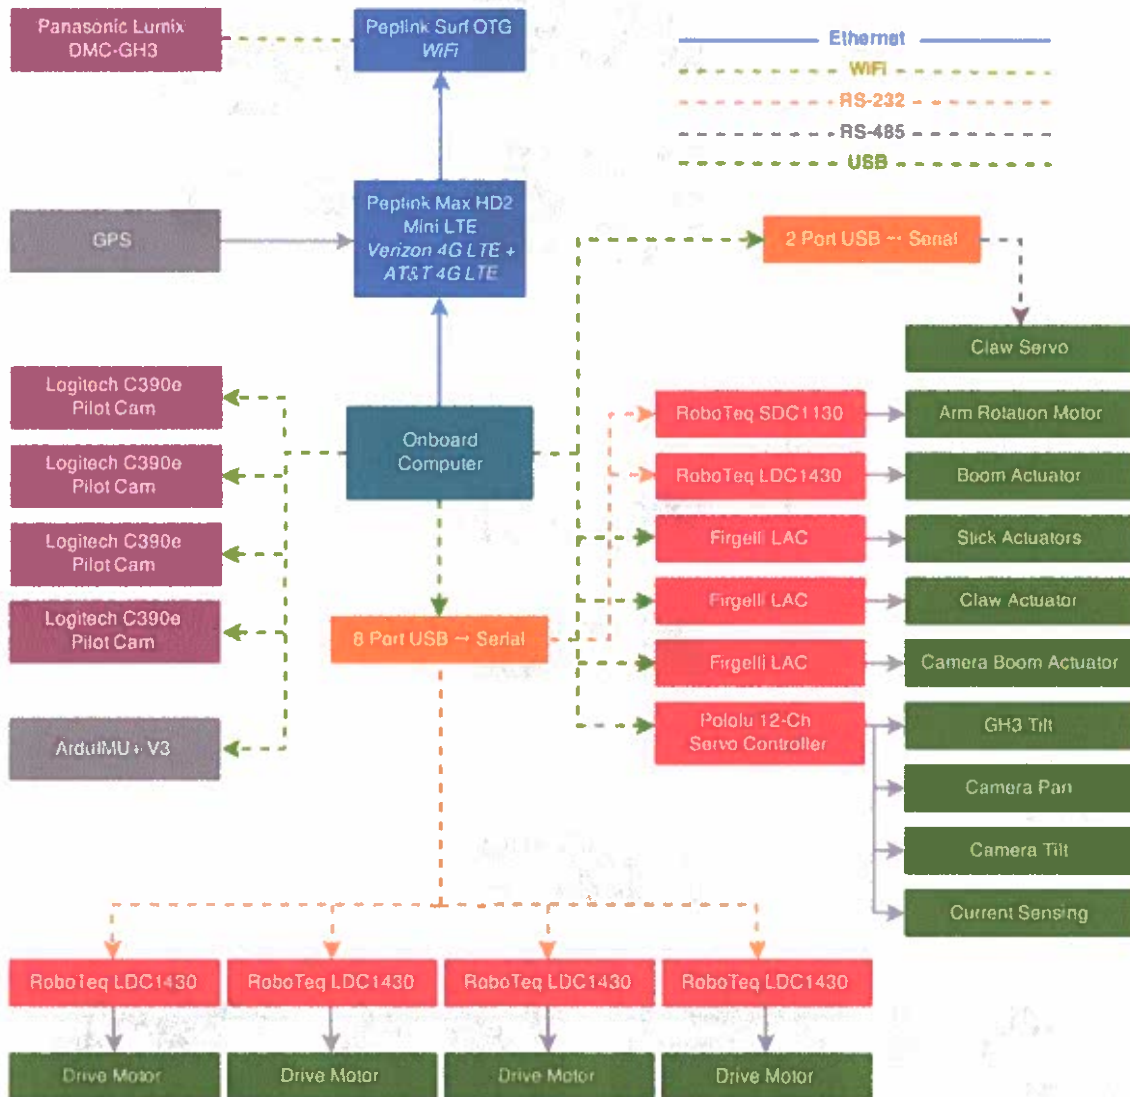 Panasonic Lumix
DMC-GH3
Peplink Surf OTG
WiFi
Ethernet
WiFi
RS-232
RS-485
USB
GPS
Peplink Max HD2
Mini LTE
Verizon 4G LTE +
AT&T 4G LTE
2 Port USB → Serial
Claw Servo
Logitech C390e
Pilot Cam
Logitech C390e
Pilot Cam
Logitech C390e
Pilot Cam
Logitech C390e
Pilot Cam
Onboard
Computer
RoboTeq SDC1130
Arm Rotation Motor
RoboTeq LDC1430
Boom Actuator
Firgelli LAC
Stick Actuators
Firgelli LAC
Claw Actuator
8 Port USB → Serial
Firgelli LAC
Camera Boom Actuator
ArduIMU+ V3
Pololu 12-Ch
Servo Controller
GH3 Tilt
Camera Pan
Camera Tilt
Current Sensing
RoboTeq LDC1430
RoboTeq LDC1430
RoboTeq LDC1430
RoboTeq LDC1430
Drive Motor
Drive Motor
Drive Motor
Drive Motor